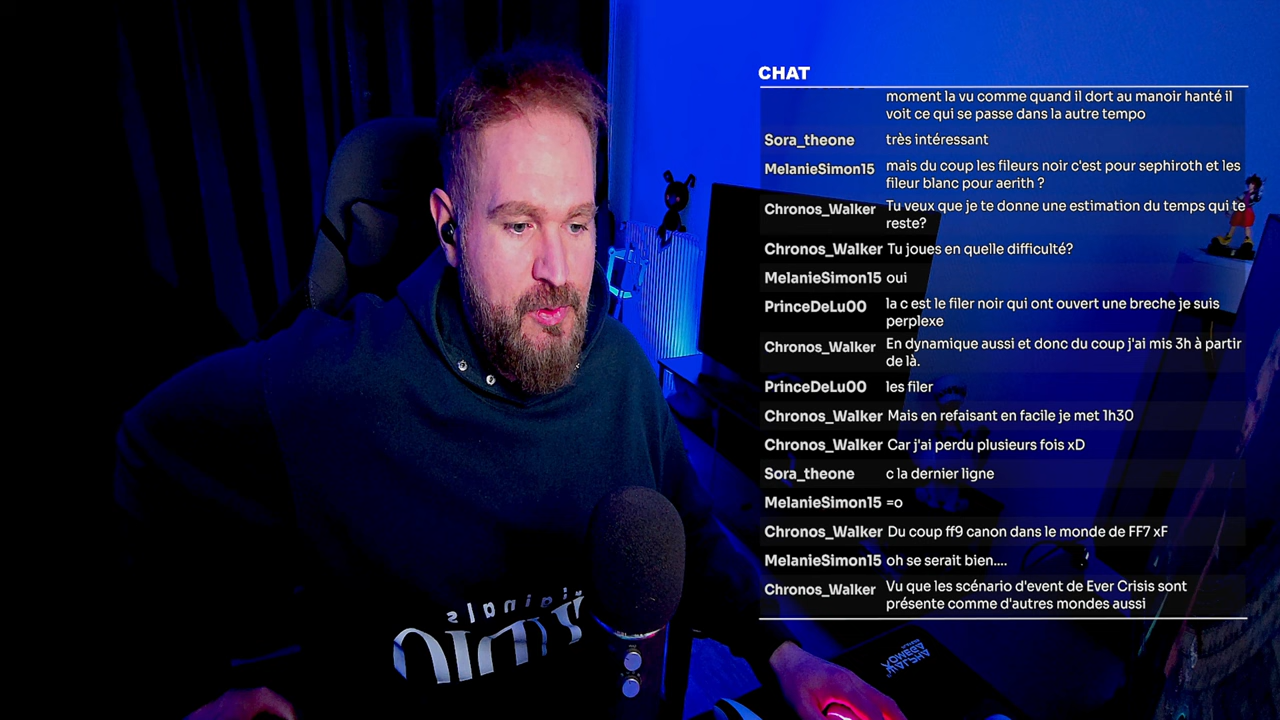 CHAT
moment la vu comme quand il dort au manoir hanté il
voit ce qui se passe dans la autre tempo
Sora_theone très intéressant
MelanieSimon15 mais du coup les fileurs noir c'est pour sephiroth et les
fileur blanc pour aerith ?
Chronos_Walker Tu veux que je te donne une estimation du temps qui te
reste?
Chronos_Walker Tu joues en quelle difficulté?
MelanieSimon15 oui
PrinceDeLu00 la c est le filer noir qui ont ouvert une breche je suis
perplexe
Chronos_Walker En dynamique aussi et donc du coup j'ai mis 3h à partir
de là.
PrinceDeLu00 les filer
Chronos_Walker Mais en refaisant en facile je met 1h30
Chronos_Walker Car j'ai perdu plusieurs fois xD
Sora_theone c la dernier ligne
MelanieSimon15 =o
Chronos_Walker Du coup ff9 canon dans le monde de FF7 xF
MelanieSimon15 oh se serait bien....
Chronos_Walker Vu que les scénario d'event de Ever Crisis sont
présente comme d'autres mondes aussi